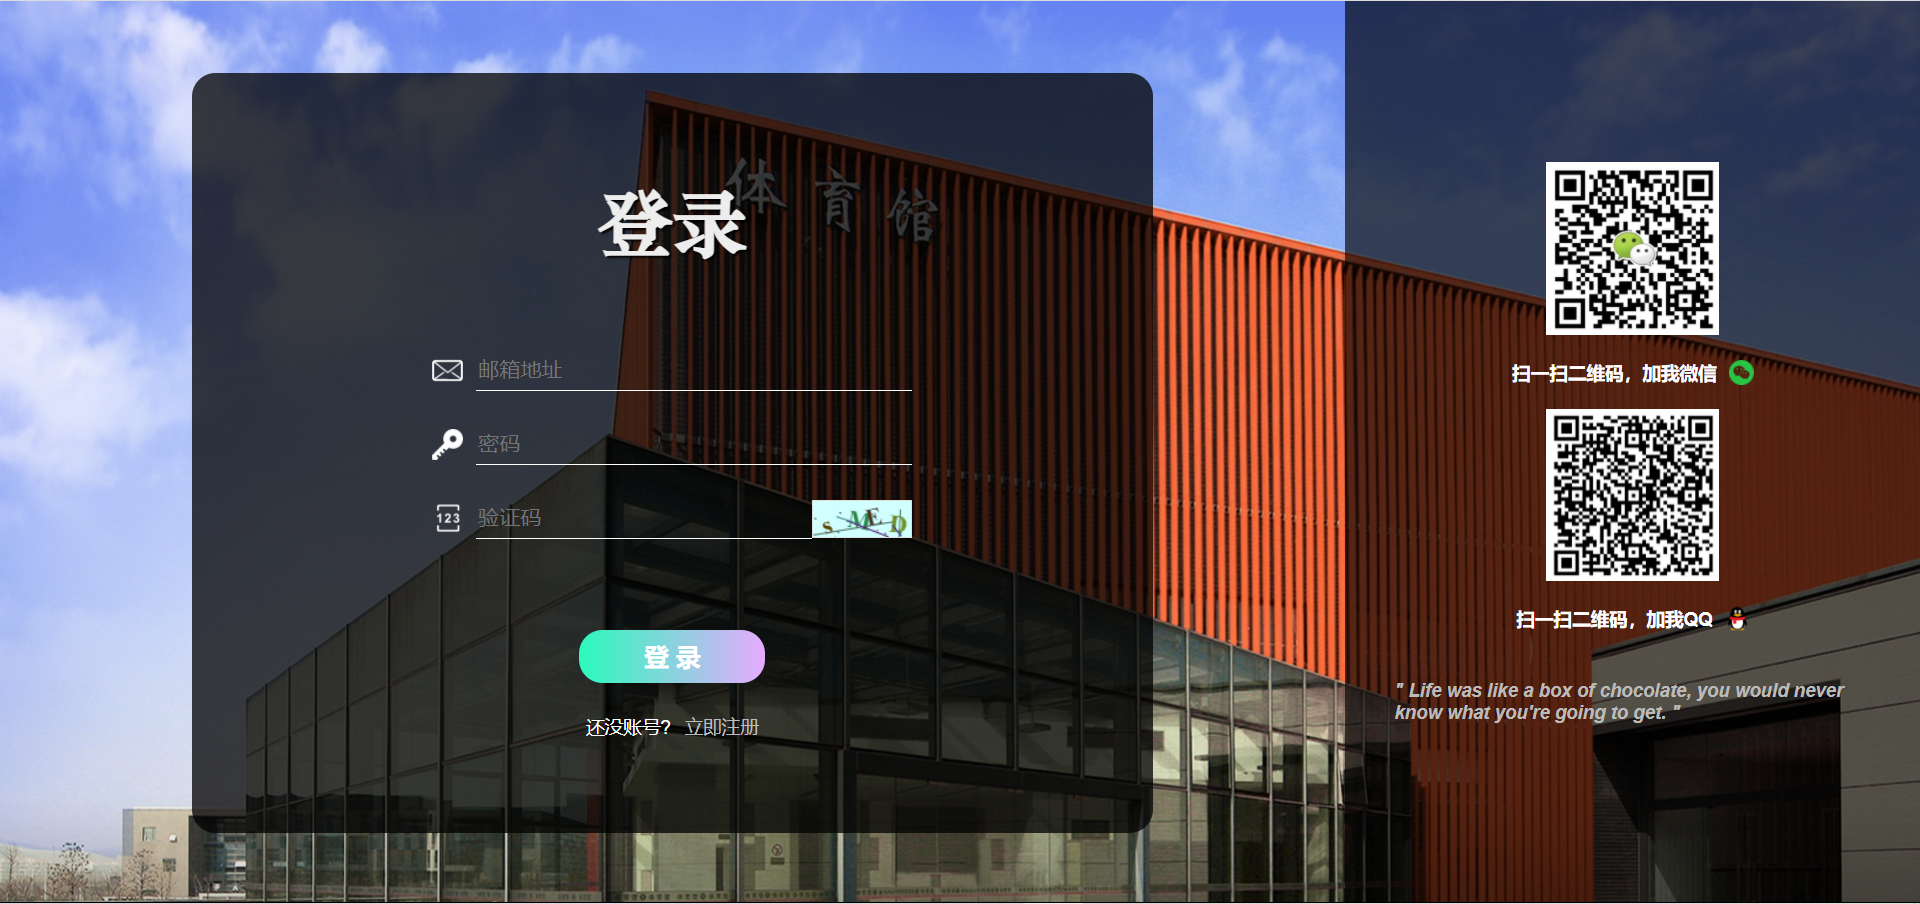 体育馆
登录
邮箱地址
密码
123
验证码
SMED
登 录
还没账号? 立即注册
扫一扫二维码，加我微信
扫一扫二维码，加我QQ
" Life was like a box of chocolate, you would never
know what you're going to get. "